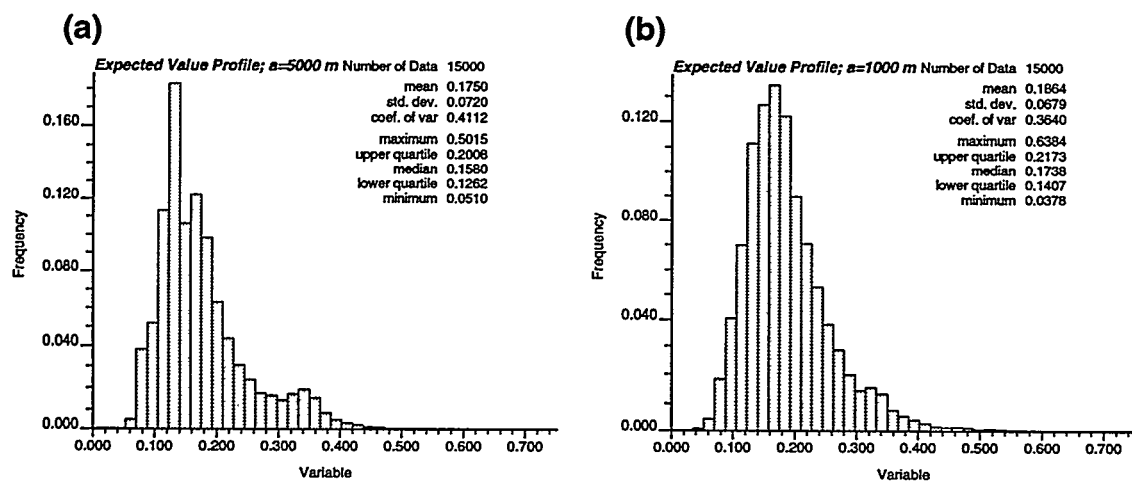 (a)
Expected Value Profile; a=5000 m Number of Data 15000
mean 0.1750
std. dev. 0.0720
coef. of var 0.4112
maximum 0.5015
upper quartile 0.2006
median 0.1580
lower quartile 0.1262
minimum 0.0510
Frequency
0.160
0.120
0.080
0.040
0.000
0.000 0.100 0.200 0.300 0.400 0.500 0.600 0.700
Variable
(b)
Expected Value Profile; a=1000 m Number of Data 15000
mean 0.1864
std. dev. 0.0679
coef. of var 0.3640
maximum 0.6384
upper quartile 0.2173
median 0.1738
lower quartile 0.1407
minimum 0.0378
Frequency
0.120
0.080
0.040
0.000
0.000 0.100 0.200 0.300 0.400 0.500 0.600 0.700
Variable